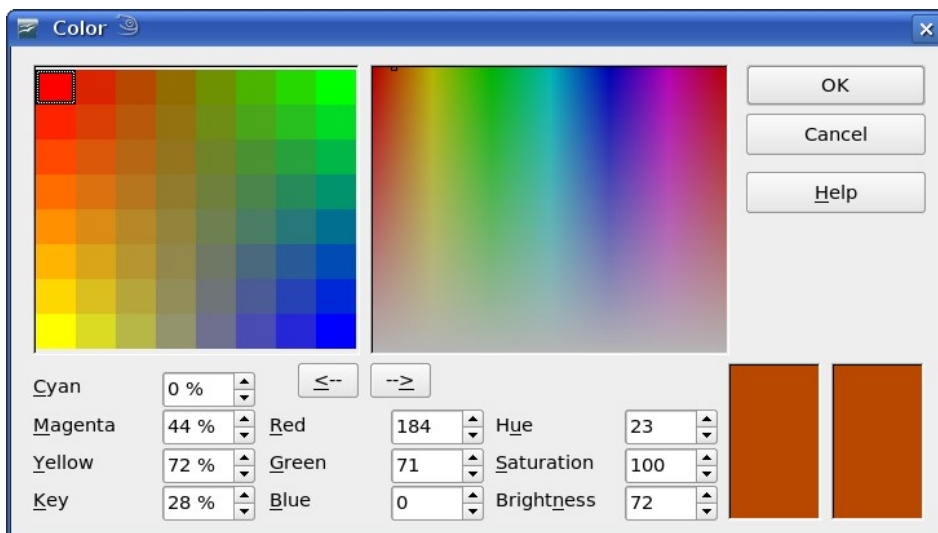 Color
OK
Cancel
Help
<-- -->
Cyan 0 %
Magenta 44 % Red 184 Hue 23
Yellow 72 % Green 71 Saturation 100
Key 28 % Blue 0 Brightness 72